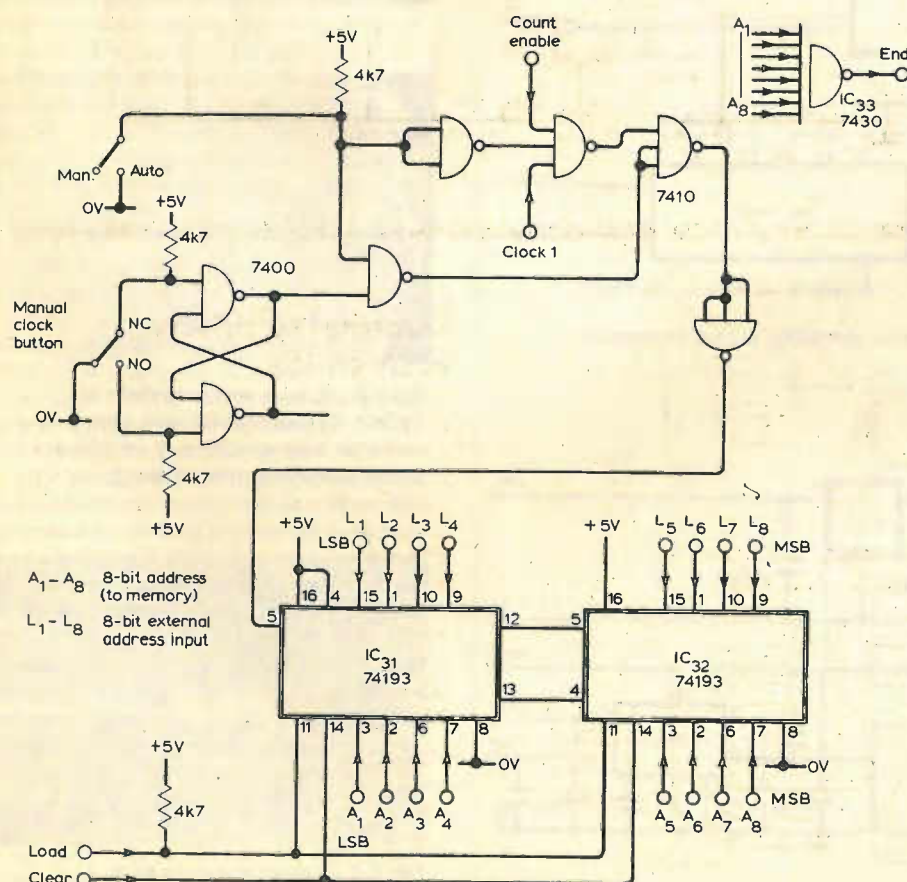 Count
enable
A1
A8
End
IC33
7430
+5V
4k7
Man.
Auto
0V
7410
Clock 1
+5V
4k7
7400
Manual
clock
button
NC
NO
0V
4k7
+5V
A1 – A8 8-bit address
(to memory)
L1 – L8 8-bit external
address input
+5V
LSB
L1 L2 L3 L4
+5V
L5 L6 L7 L8
MSB
16 4 15 1 10 9
16 15 1 10 9
5
12
5
IC31
74193
IC32
74193
13
4
11 14 3 2 6 7 8
11 14 3 2 6 7 8
0V
0V
A1 A2 A3 A4
LSB
A5 A6 A7 A8
MSB
+5V
4k7
Load
Clear